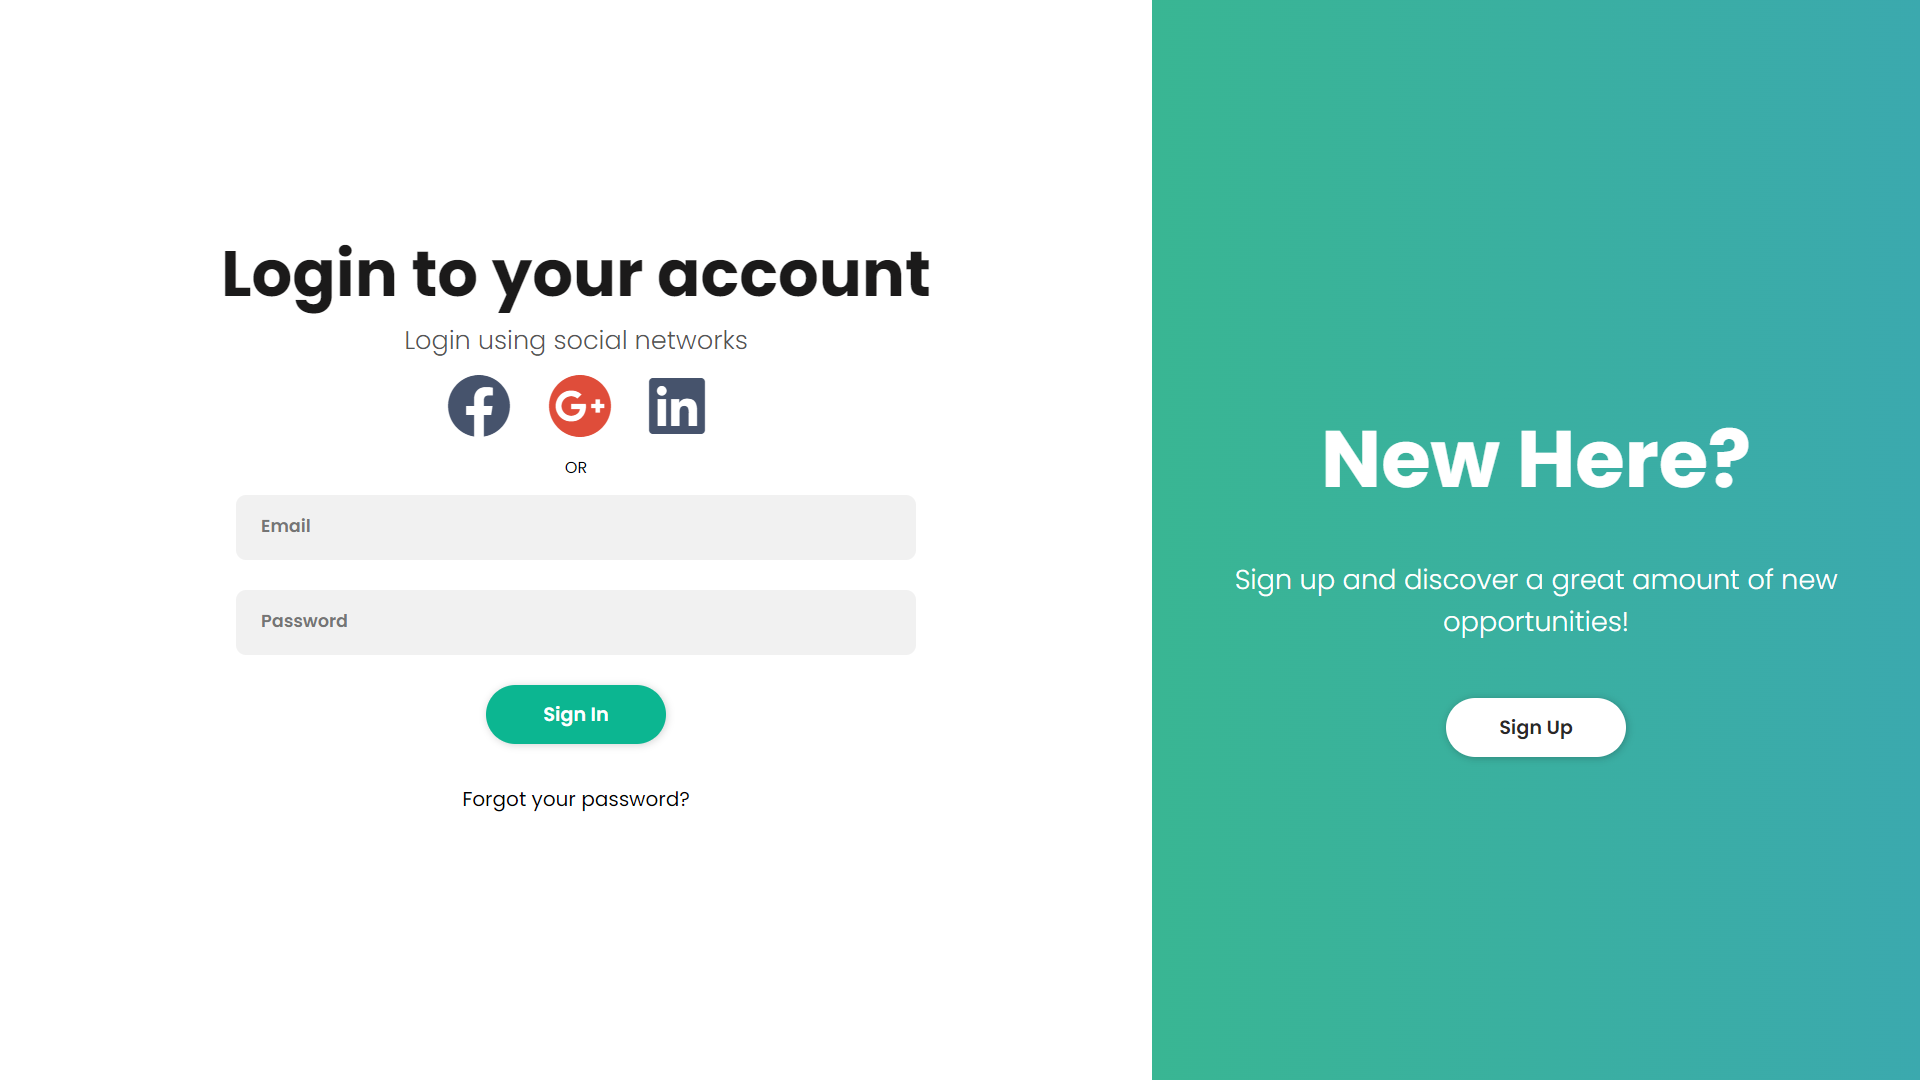 Login to your account
Login using social networks
G+
in
OR
Email
Password
Sign In
Forgot your password?
New Here?
Sign up and discover a great amount of new
opportunities!
Sign Up